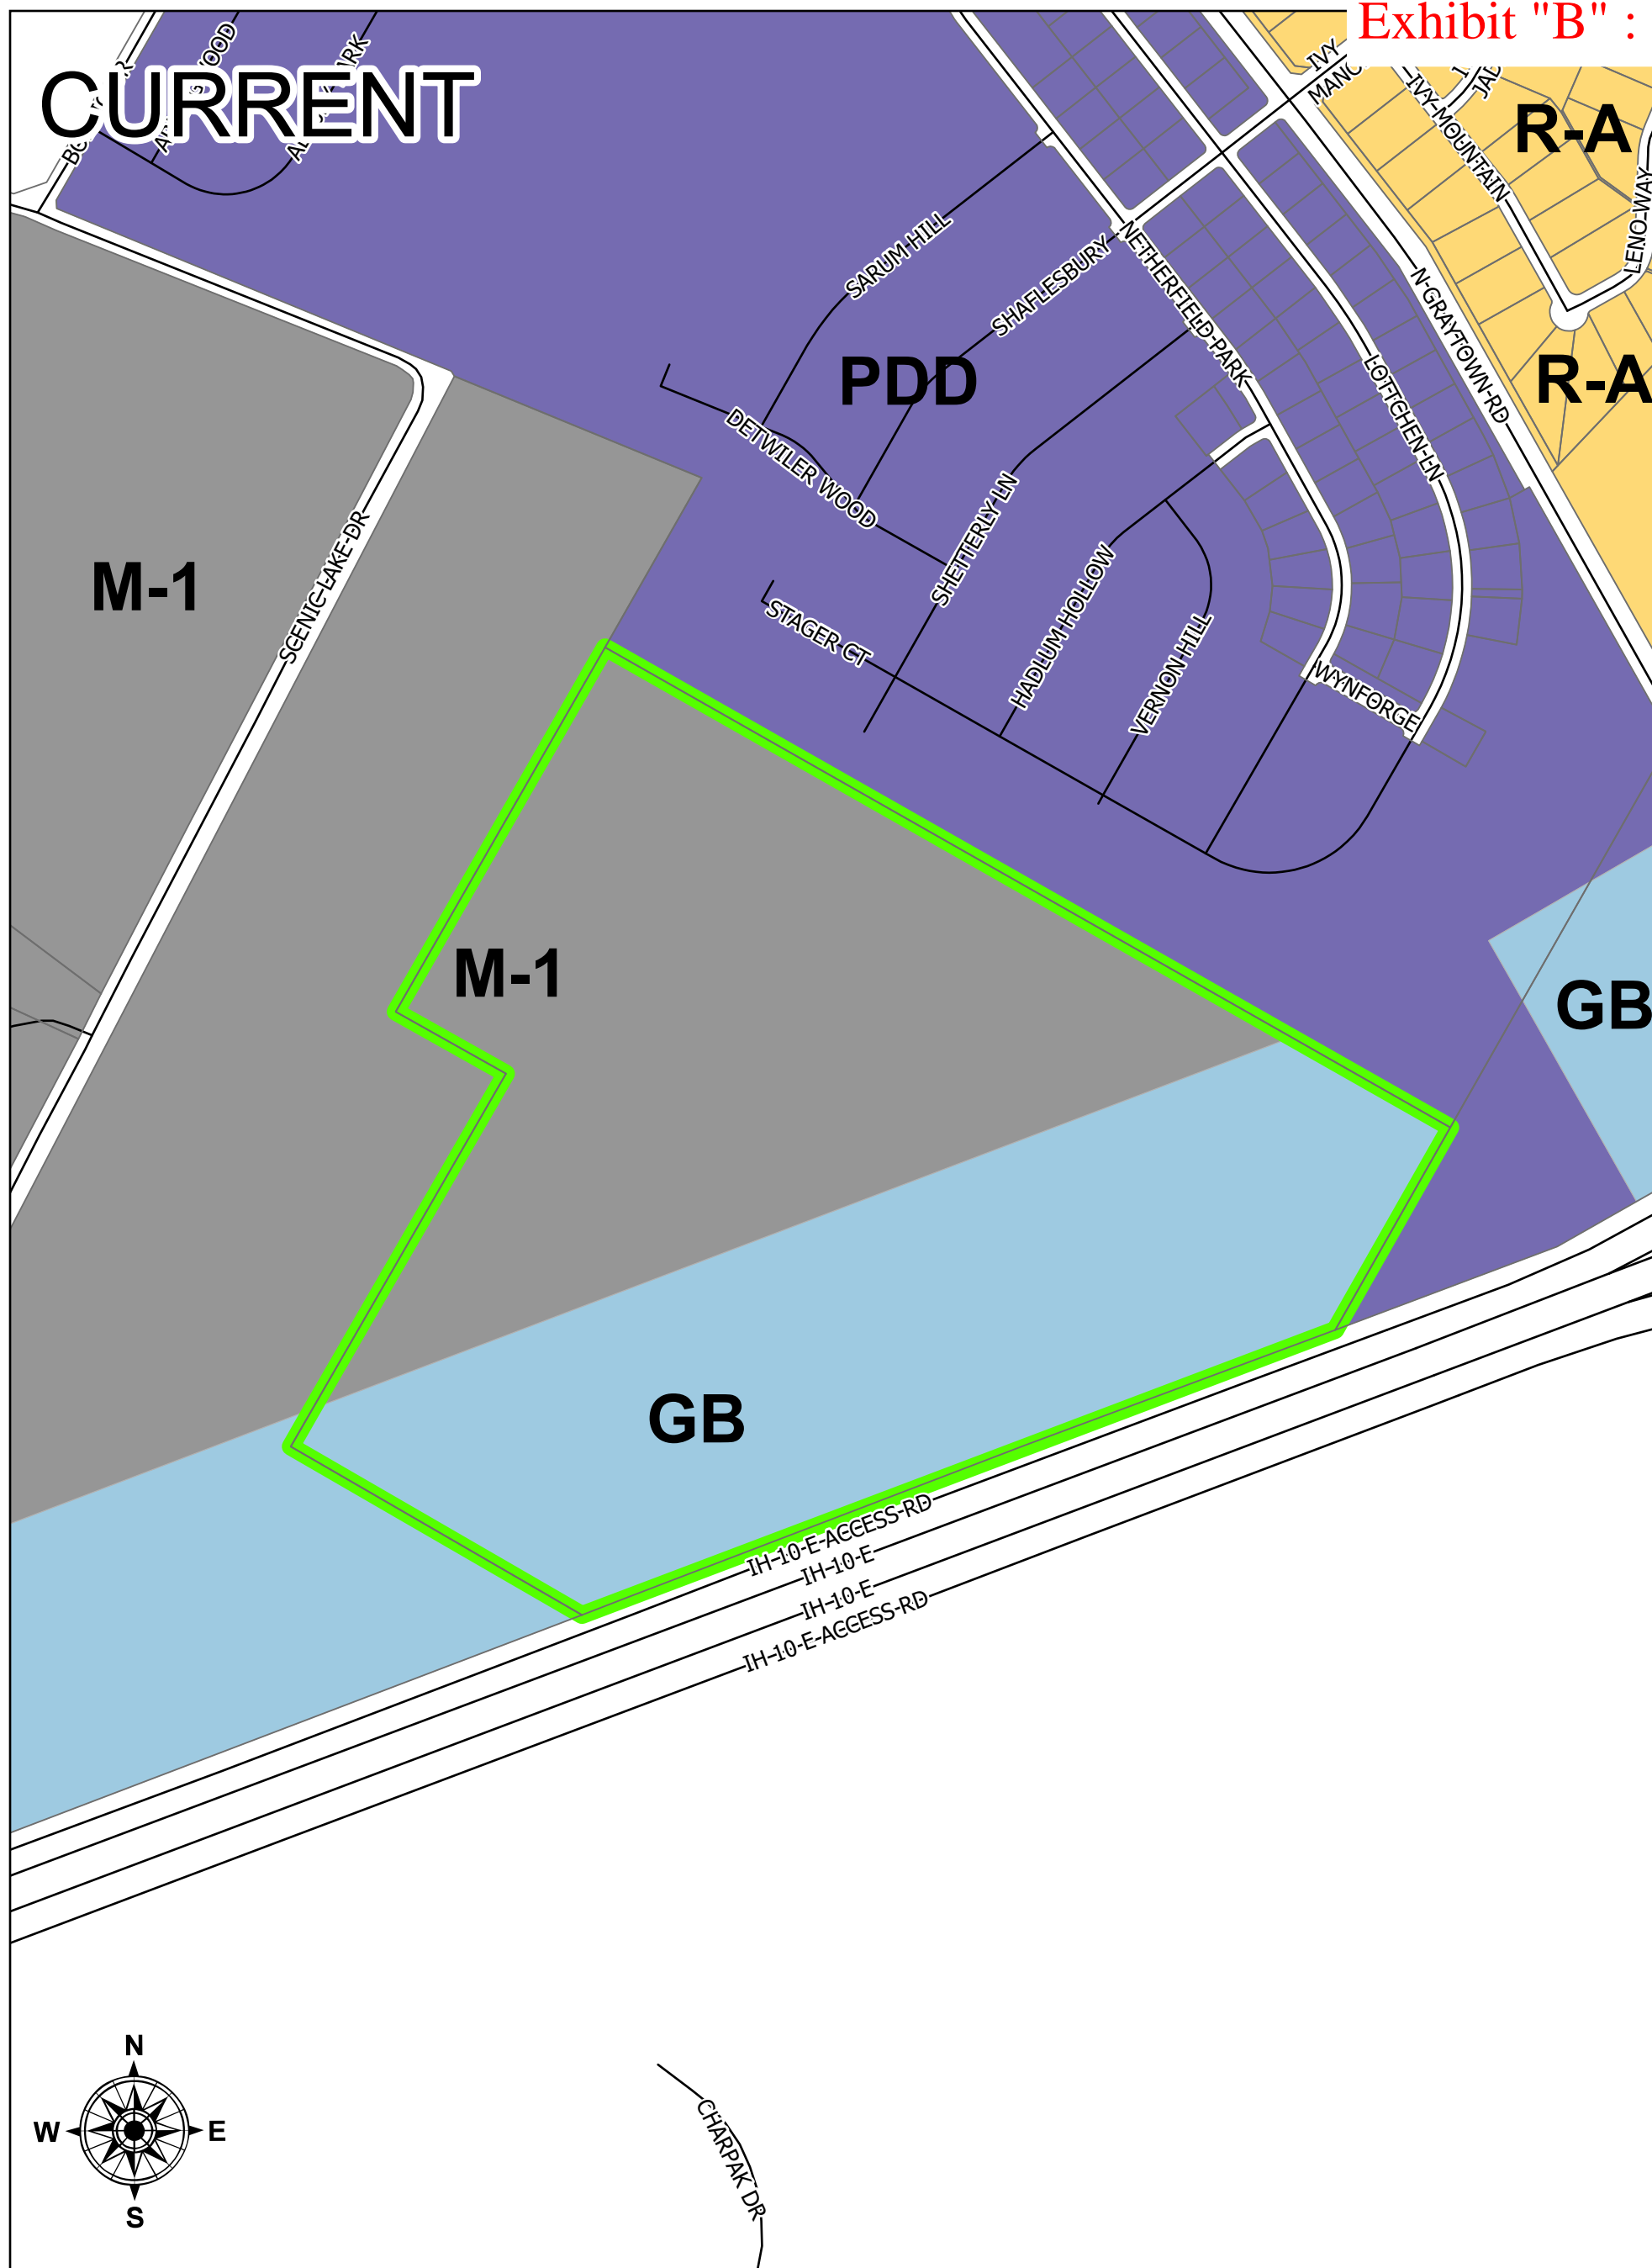 Exhibit "B" :
CURRENT
IVY
R-A
IVY-MOUNTAIN
LENO-WAY
SARUM HILL
SHAFLESBURY
NETHERFIELD-PARK
N-GRAYTOWN-RD
PDD
R-A
LOTTCHEN-LN
DETWILER WOOD
SHETTERLY LN
M-1
SCENIC-LAKE-DR
HADLUM-HOLLOW
STAGER CT
VERNON-HILL
WYNFORGE
M-1
GB
GB
IH-10-E-ACCESS-RD
IH-10-E
IH-10-E
IH-10-E-ACCESS-RD
N
W
E
S
CHARPAK DR